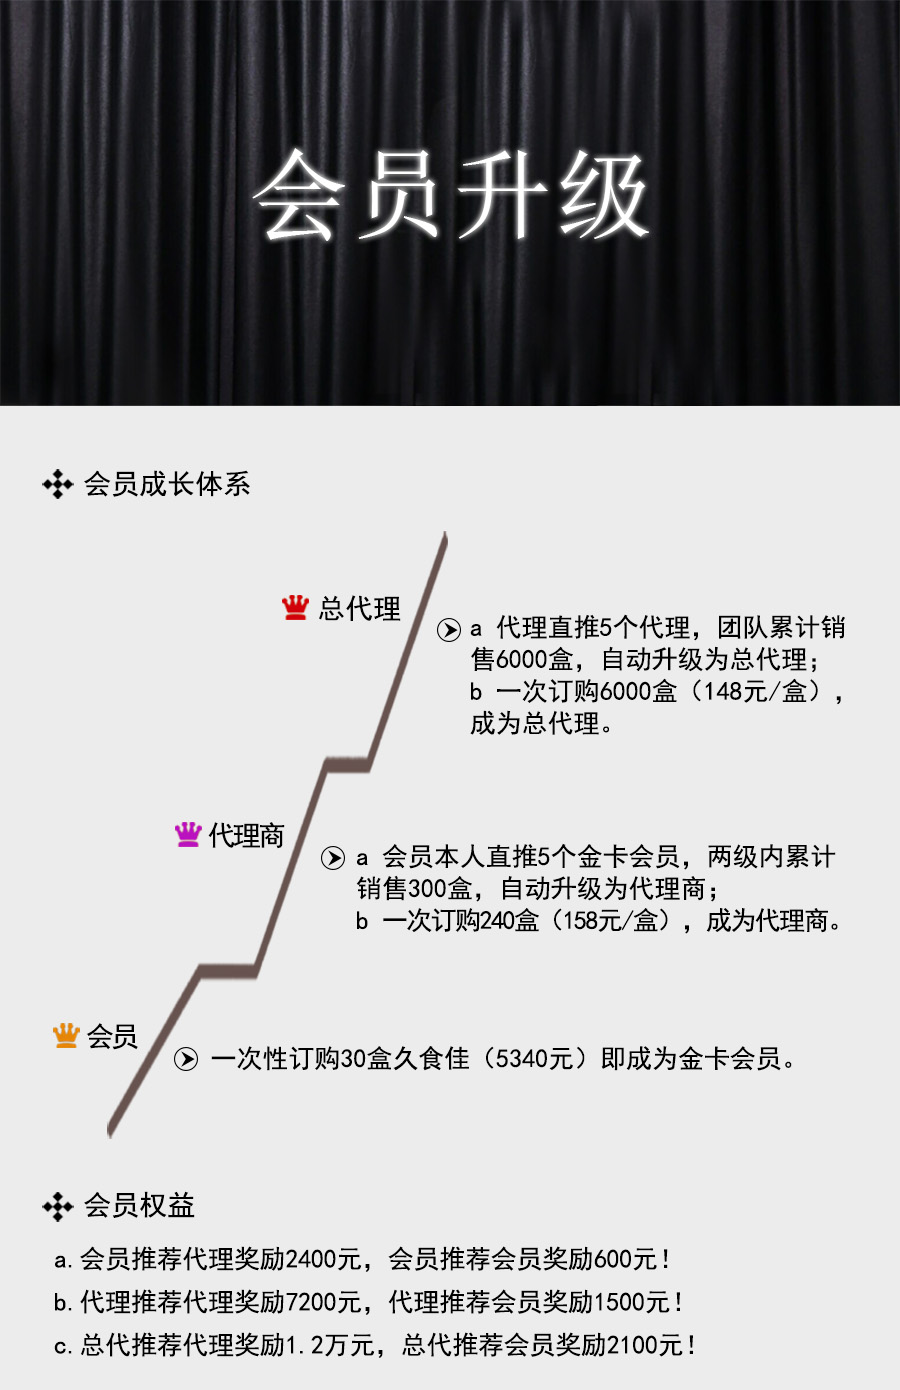 会员升级
会员成长体系
总代理
a 代理直推5个代理，团队累计销
售6000盒，自动升级为总代理；
b 一次订购6000盒（148元/盒），
成为总代理。
代理商
a 会员本人直推5个金卡会员，两级内累计
销售300盒，自动升级为代理商；
b 一次订购240盒（158元/盒），成为代理商。
会员
一次性订购30盒久食佳（5340元）即成为金卡会员。
会员权益
a.会员推荐代理奖励2400元，会员推荐会员奖励600元！
b.代理推荐代理奖励7200元，代理推荐会员奖励1500元！
c.总代推荐代理奖励1.2万元，总代推荐会员奖励2100元！